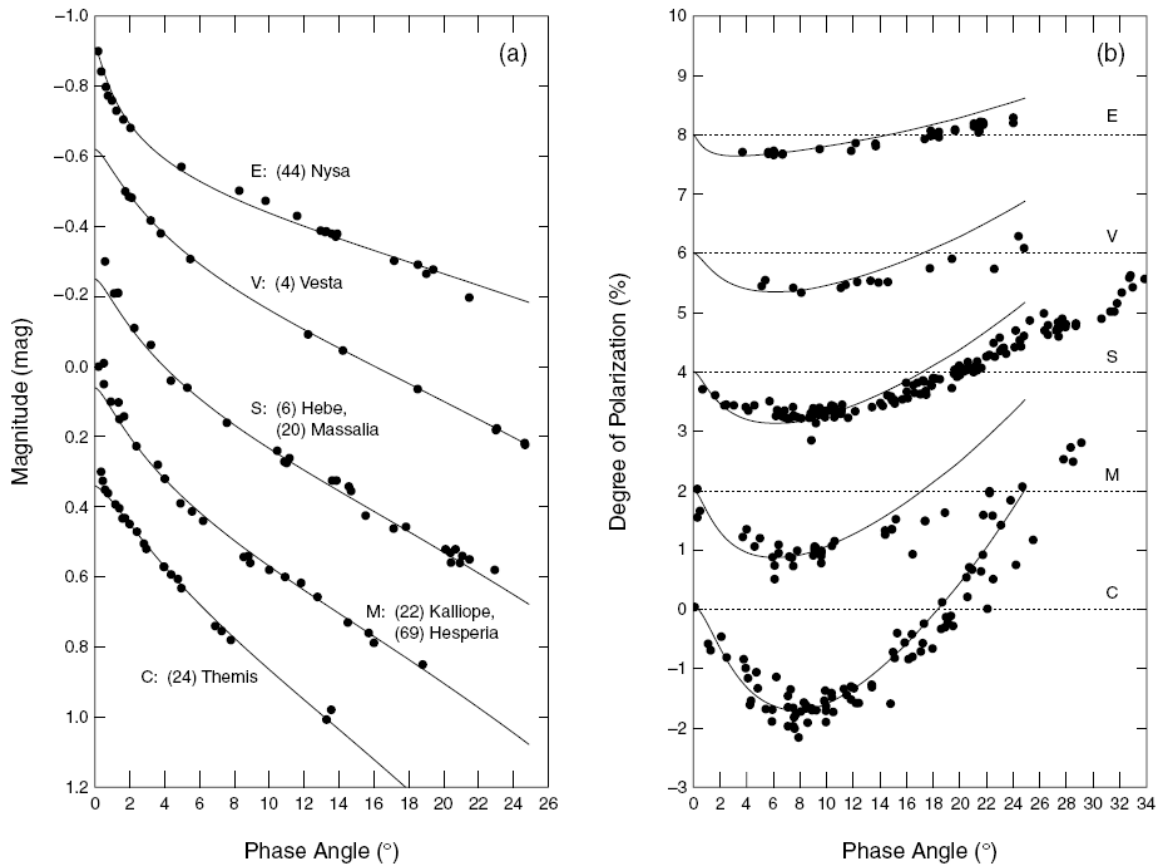 (a)
−1.0
−0.8
−0.6
−0.4
−0.2
0.0
0.2
0.4
0.6
0.8
1.0
1.2
Magnitude (mag)
E: (44) Nysa
V: (4) Vesta
S: (6) Hebe,
(20) Massalia
M: (22) Kalliope,
(69) Hesperia
C: (24) Themis
0 2 4 6 8 10 12 14 16 18 20 22 24 26
Phase Angle (°)
(b)
10
9
8
7
6
5
4
3
2
1
0
−1
−2
−3
Degree of Polarization (%)
E
V
S
M
C
0 2 4 6 8 10 12 14 16 18 20 22 24 26 28 30 32 34
Phase Angle (°)